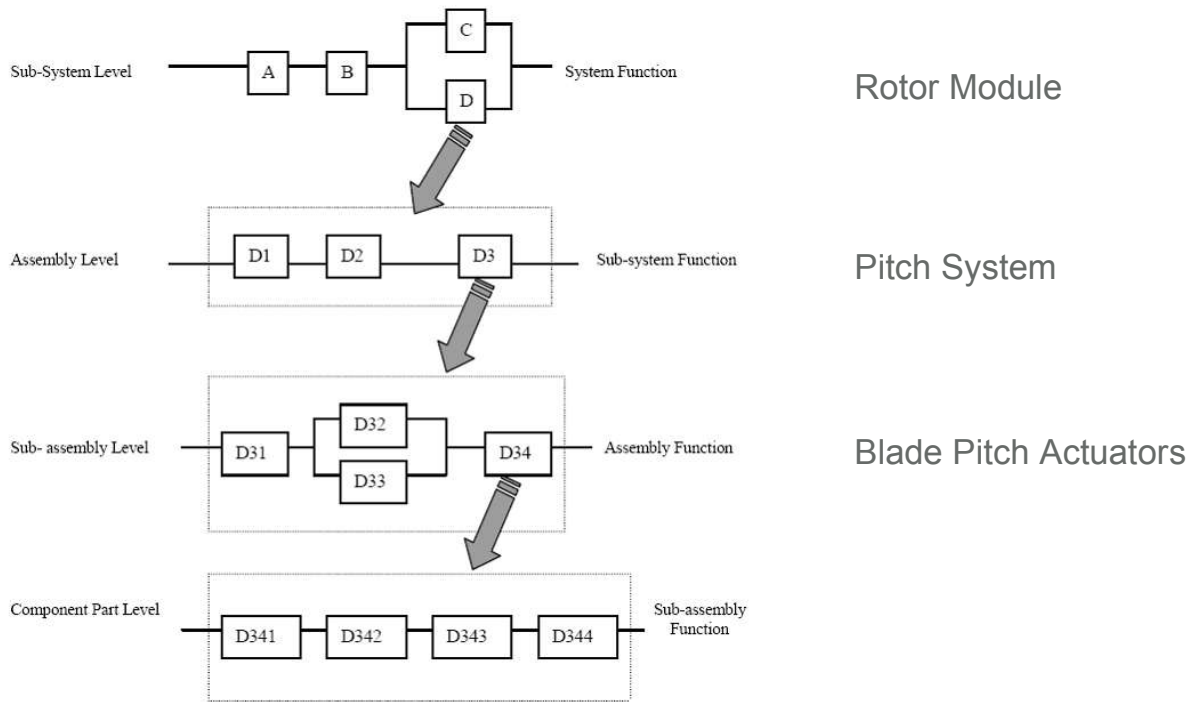 Sub-System Level
A
B
C
D
System Function
Rotor Module
Assembly Level
D1
D2
D3
Sub-system Function
Pitch System
Sub- assembly Level
D31
D32
D33
D34
Assembly Function
Blade Pitch Actuators
Component Part Level
D341
D342
D343
D344
Sub-assembly
Function